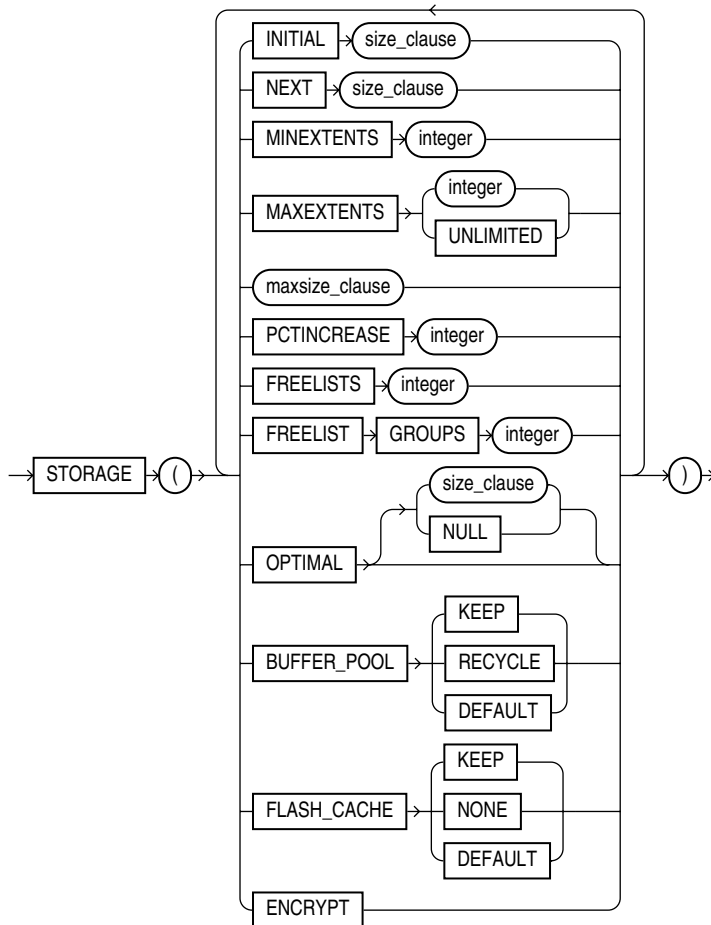 INITIAL size_clause
NEXT size_clause
MINEXTENTS integer
integer
MAXEXTENTS
UNLIMITED
maxsize_clause
PCTINCREASE integer
FREELISTS integer
FREELIST GROUPS integer
STORAGE ( )
size_clause
NULL
OPTIMAL
KEEP
BUFFER_POOL RECYCLE
DEFAULT
KEEP
FLASH_CACHE NONE
DEFAULT
ENCRYPT